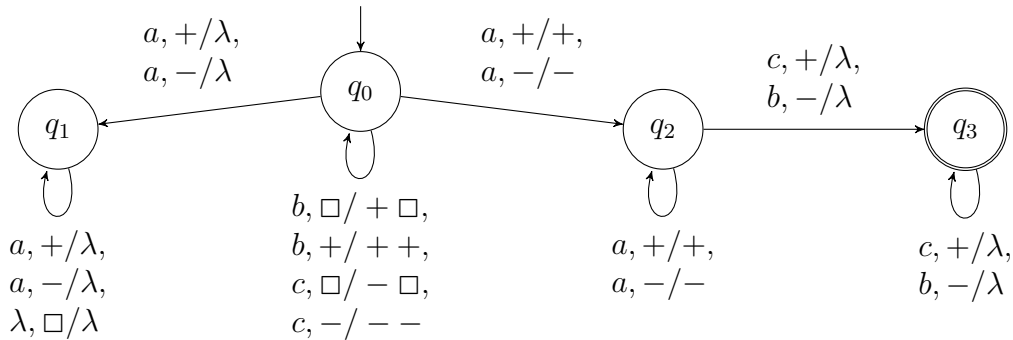 a, +/λ,
a, −/λ
a, +/+,
a, −/−
c, +/λ,
b, −/λ
q₀
q₁
q₂
q₃
b, □/ + □,
b, +/ + +,
c, □/ − □,
c, −/ − −
a, +/λ,
a, −/λ,
λ, □/λ
a, +/+,
a, −/−
c, +/λ,
b, −/λ